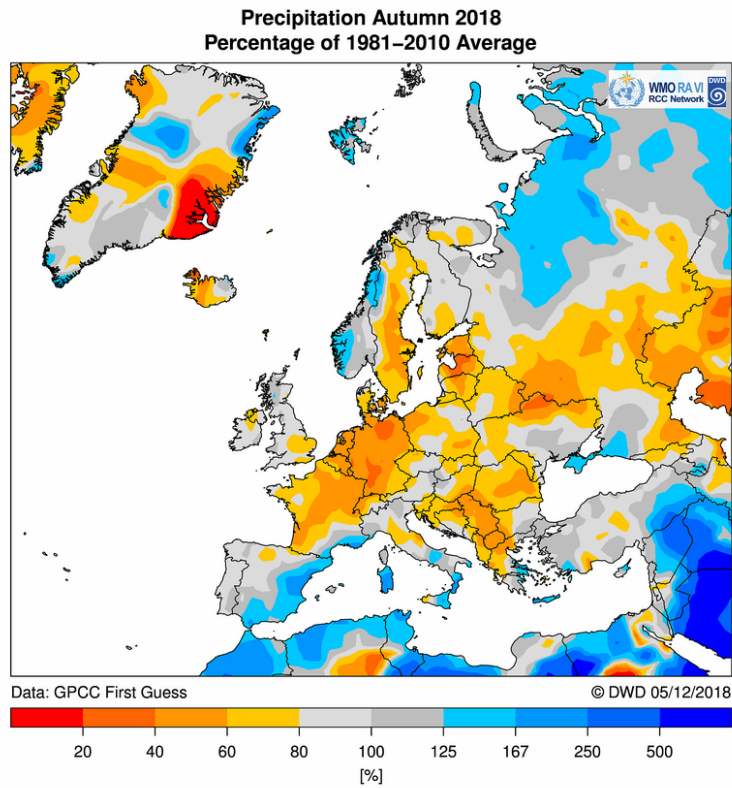 Precipitation Autumn 2018
Percentage of 1981–2010 Average
WMO RA VI
RCC Network
DWD
Data: GPCC First Guess
© DWD 05/12/2018
20 40 60 80 100 125 167 250 500
[%]